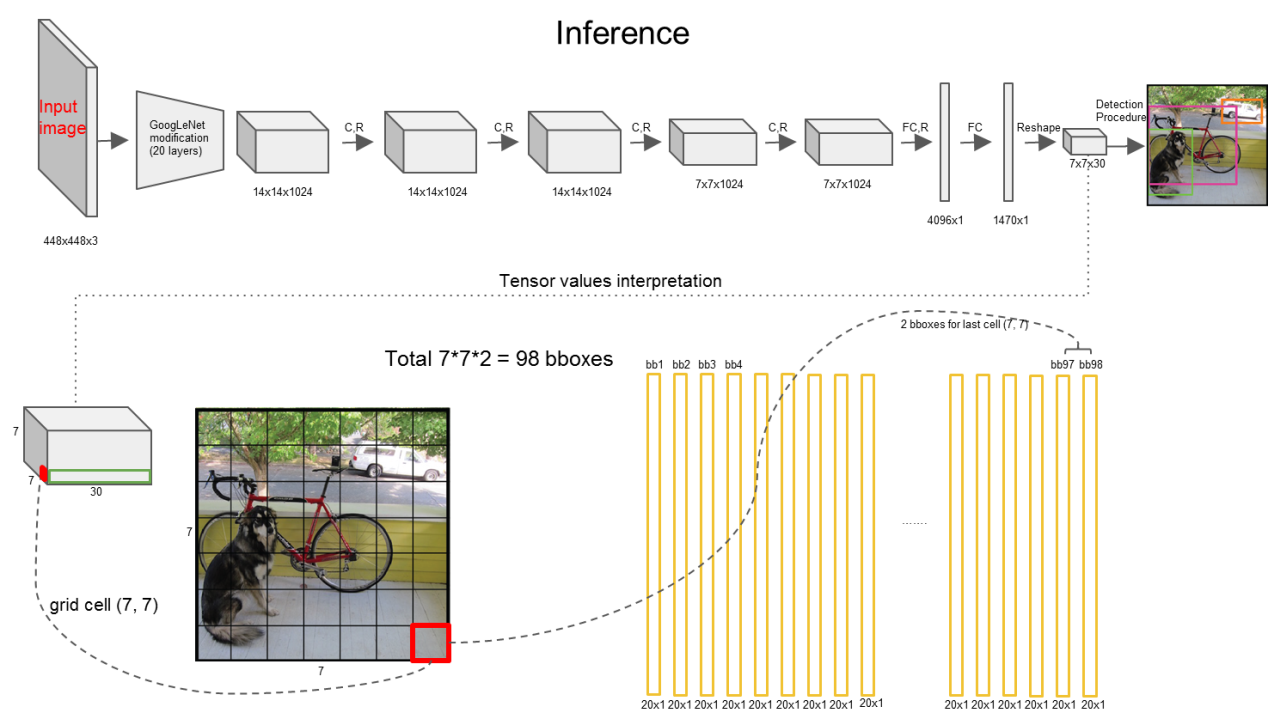 Inference
Input
image
448x448x3
GoogLeNet
modification
(20 layers)
14x14x1024
C,R
14x14x1024
C,R
14x14x1024
C,R
7x7x1024
C,R
7x7x1024
FC,R
4096x1
FC
1470x1
Reshape
7x7x30
Detection
Procedure
Tensor values interpretation
2 bboxes for last cell (7, 7)
Total 7*7*2 = 98 bboxes
bb1 bb2 bb3 bb4
bb97 bb98
7
7
30
7
7
grid cell (7, 7)
.......
20x1 20x1 20x1 20x1 20x1 20x1 20x1 20x1 20x1
20x1 20x1 20x1 20x1 20x1 20x1